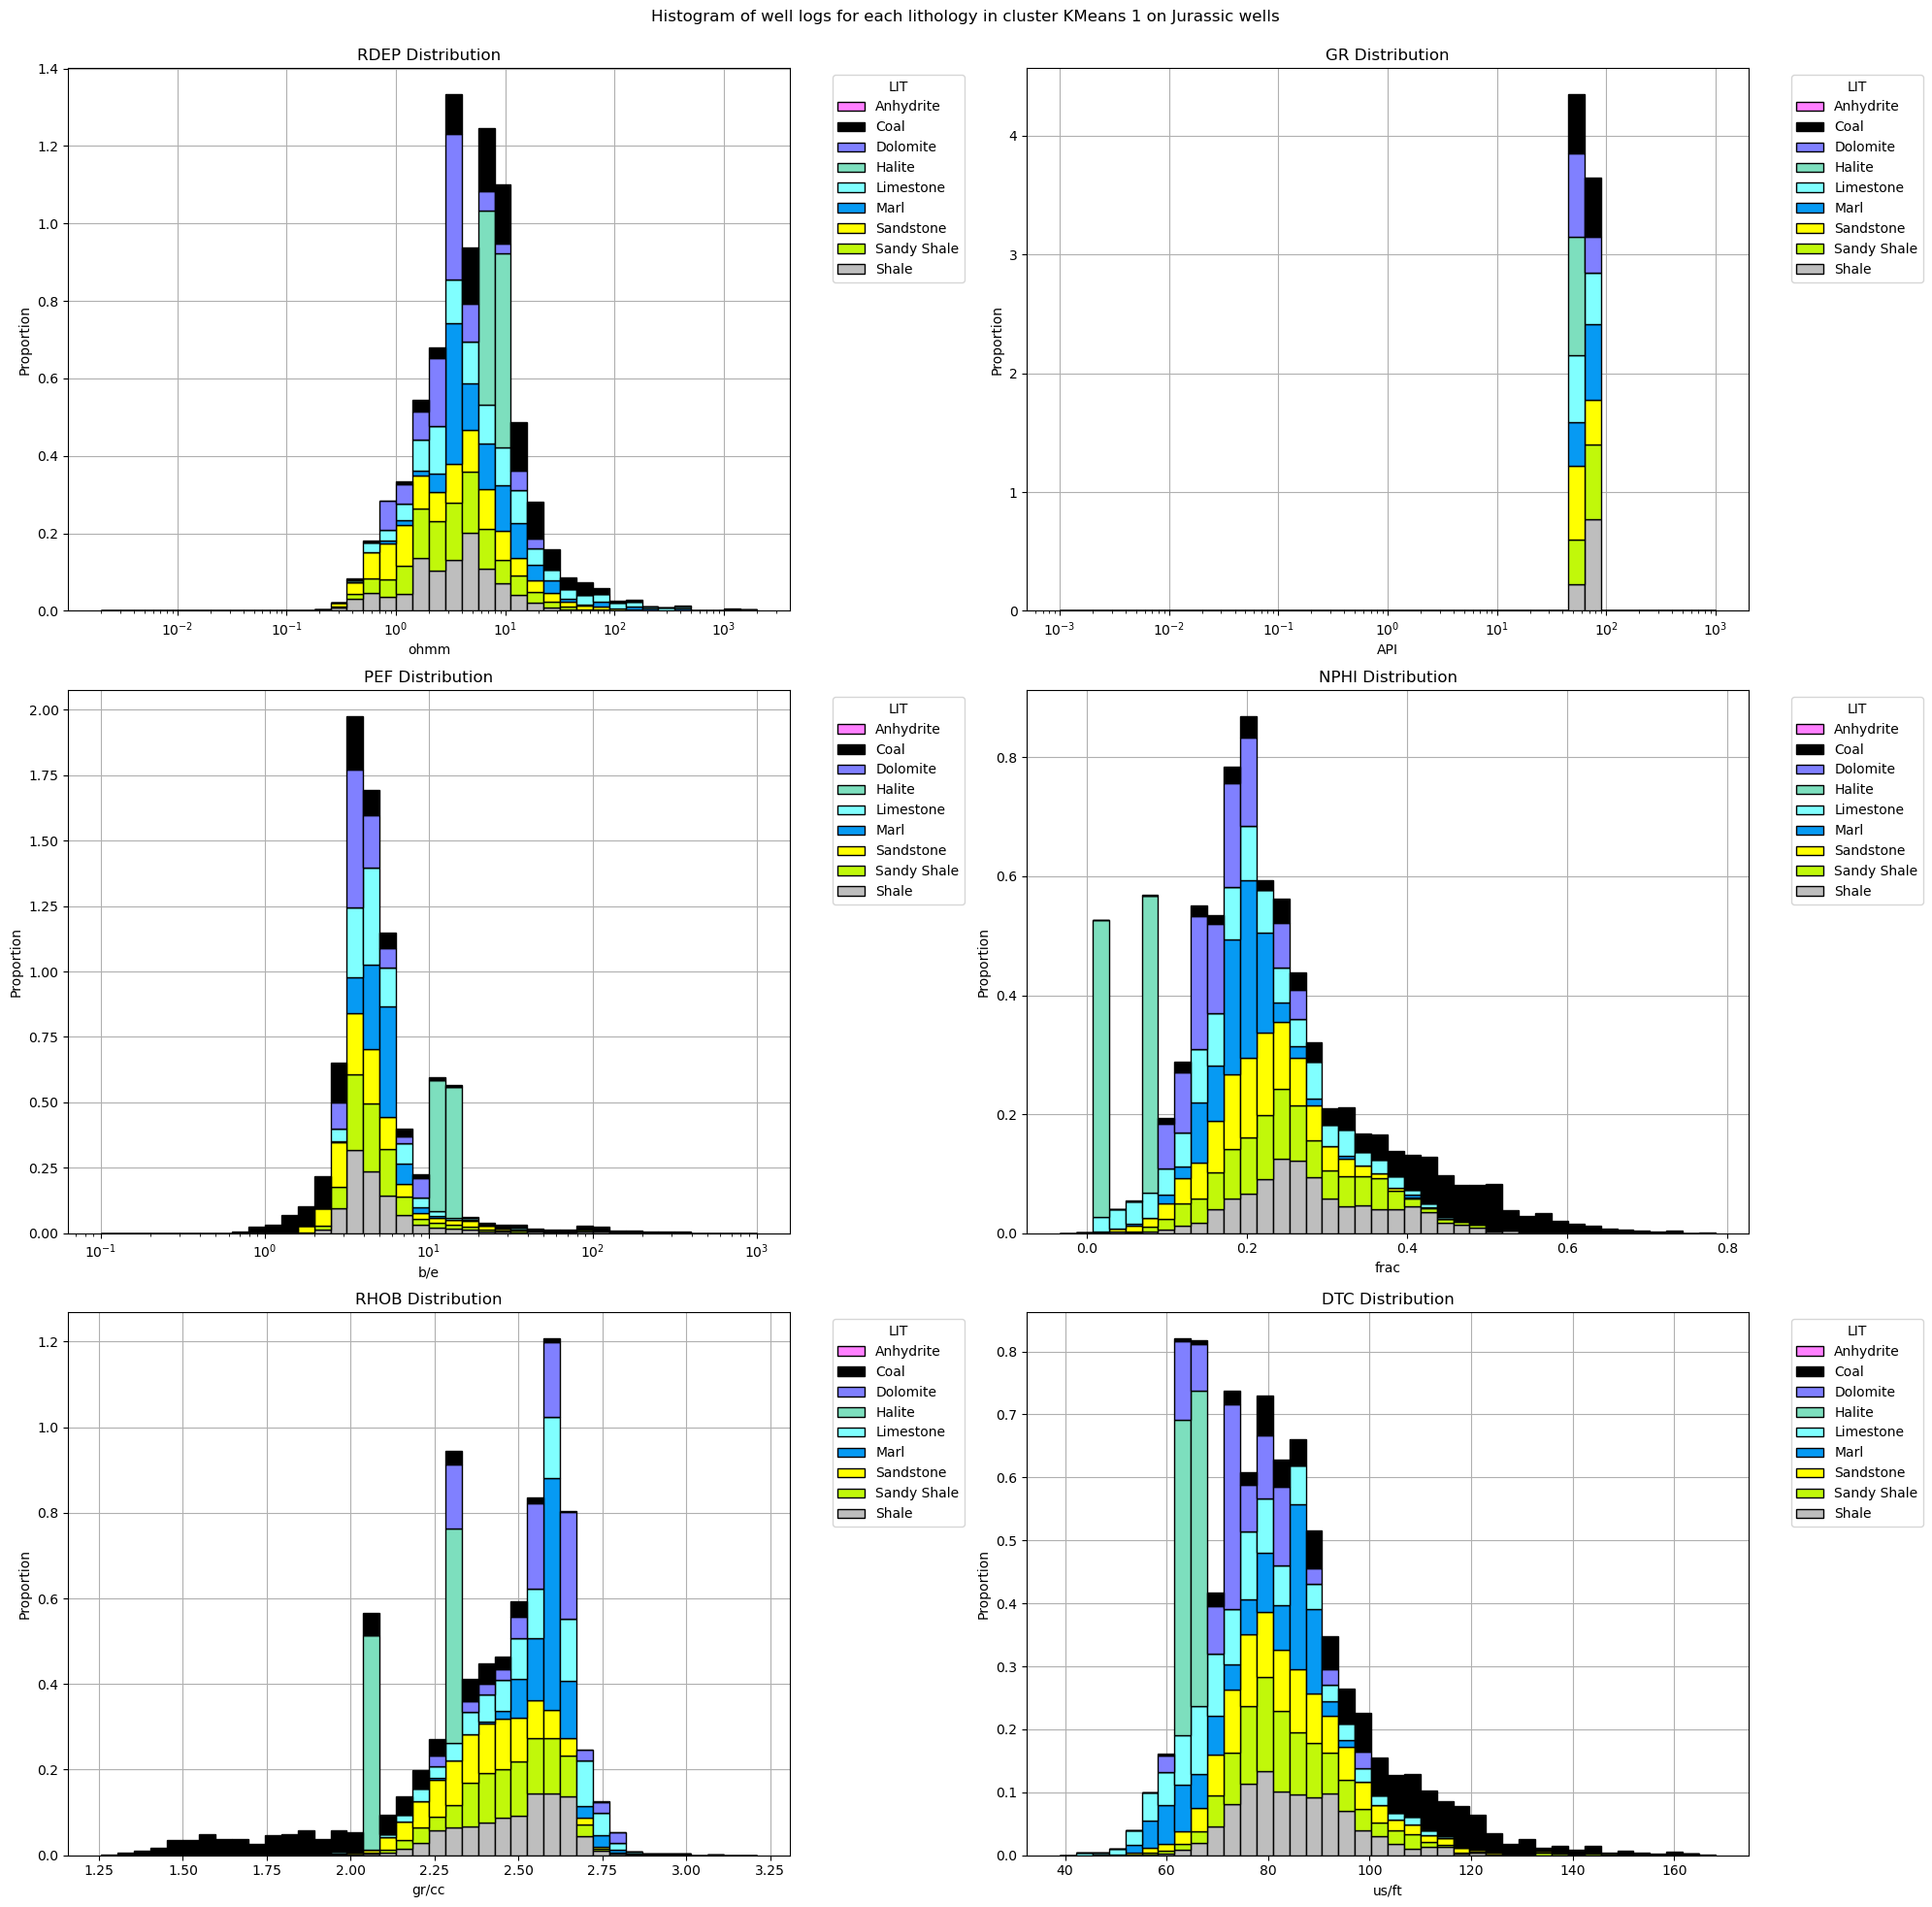 Histogram of well logs for each lithology in cluster KMeans 1 on Jurassic wells
RDEP Distribution
Proportion
1.4
1.2
1.0
0.8
0.6
0.4
0.2
0.0
10⁻² 10⁻¹ 10⁰ 10¹ 10² 10³
ohmm
LIT
Anhydrite
Coal
Dolomite
Halite
Limestone
Marl
Sandstone
Sandy Shale
Shale
GR Distribution
Proportion
4
3
2
1
0
10⁻³ 10⁻² 10⁻¹ 10⁰ 10¹ 10² 10³
API
LIT
Anhydrite
Coal
Dolomite
Halite
Limestone
Marl
Sandstone
Sandy Shale
Shale
PEF Distribution
Proportion
2.00
1.75
1.50
1.25
1.00
0.75
0.50
0.25
0.00
10⁻¹ 10⁰ 10¹ 10² 10³
b/e
LIT
Anhydrite
Coal
Dolomite
Halite
Limestone
Marl
Sandstone
Sandy Shale
Shale
NPHI Distribution
Proportion
0.8
0.6
0.4
0.2
0.0
0.0 0.2 0.4 0.6 0.8
frac
LIT
Anhydrite
Coal
Dolomite
Halite
Limestone
Marl
Sandstone
Sandy Shale
Shale
RHOB Distribution
Proportion
1.2
1.0
0.8
0.6
0.4
0.2
0.0
1.25 1.50 1.75 2.00 2.25 2.50 2.75 3.00 3.25
gr/cc
LIT
Anhydrite
Coal
Dolomite
Halite
Limestone
Marl
Sandstone
Sandy Shale
Shale
DTC Distribution
Proportion
0.8
0.7
0.6
0.5
0.4
0.3
0.2
0.1
0.0
40 60 80 100 120 140 160
us/ft
LIT
Anhydrite
Coal
Dolomite
Halite
Limestone
Marl
Sandstone
Sandy Shale
Shale